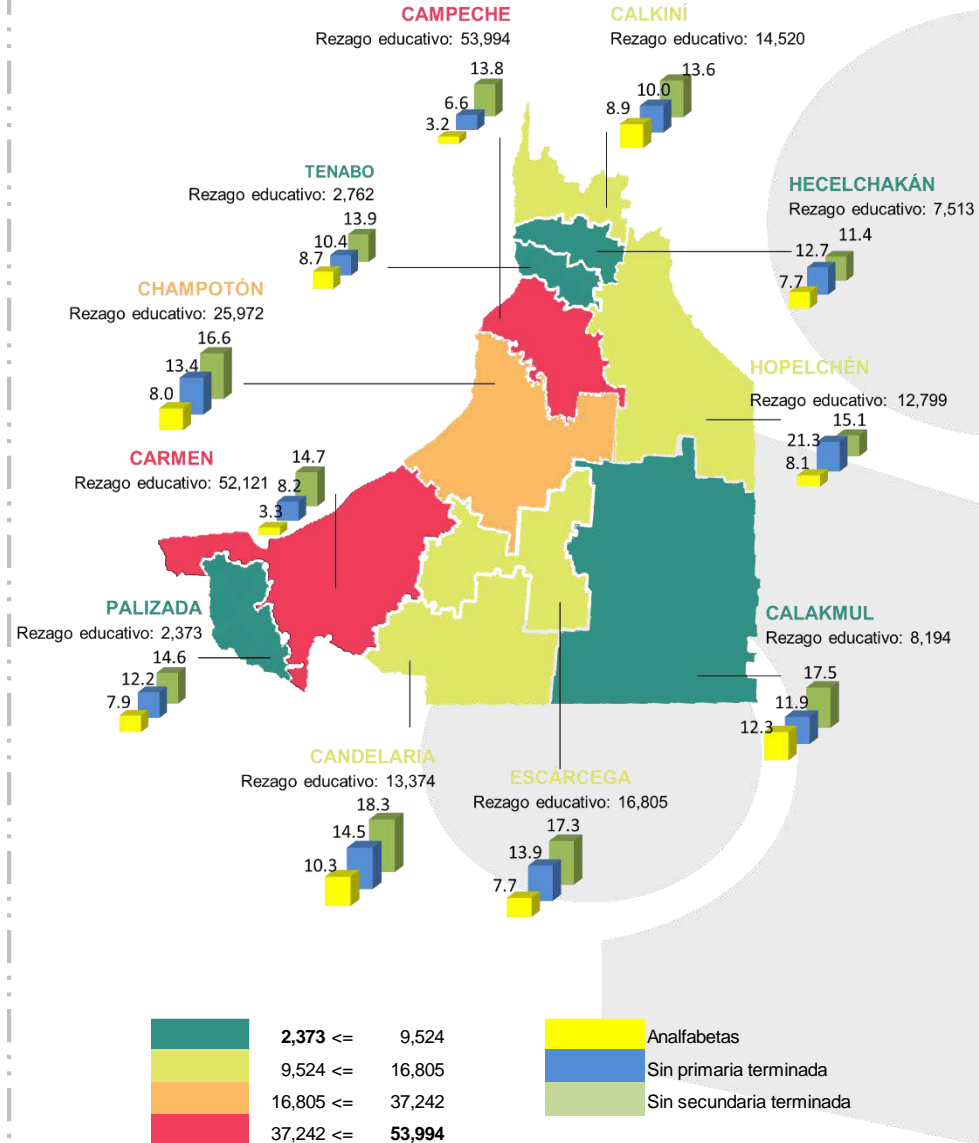 CAMPECHE
Rezago educativo: 53,994
13.8
6.6
3.2
CALKINÍ
Rezago educativo: 14,520
13.6
10.0
8.9
TENABO
Rezago educativo: 2,762
13.9
10.4
8.7
HECELCHAKÁN
Rezago educativo: 7,513
11.4
12.7
7.7
CHAMPOTÓN
Rezago educativo: 25,972
16.6
13.4
8.0
HOPELCHÉN
Rezago educativo: 12,799
15.1
21.3
8.1
CARMEN
Rezago educativo: 52,121
14.7
8.2
3.3
PALIZADA
Rezago educativo: 2,373
14.6
12.2
7.9
CALAKMUL
Rezago educativo: 8,194
17.5
11.9
12.3
CANDELARIA
Rezago educativo: 13,374
18.3
14.5
10.3
ESCÁRCEGA
Rezago educativo: 16,805
17.3
13.9
7.7
2,373 <= 9,524
9,524 <= 16,805
16,805 <= 37,242
37,242 <= 53,994
Analfabetas
Sin primaria terminada
Sin secundaria terminada